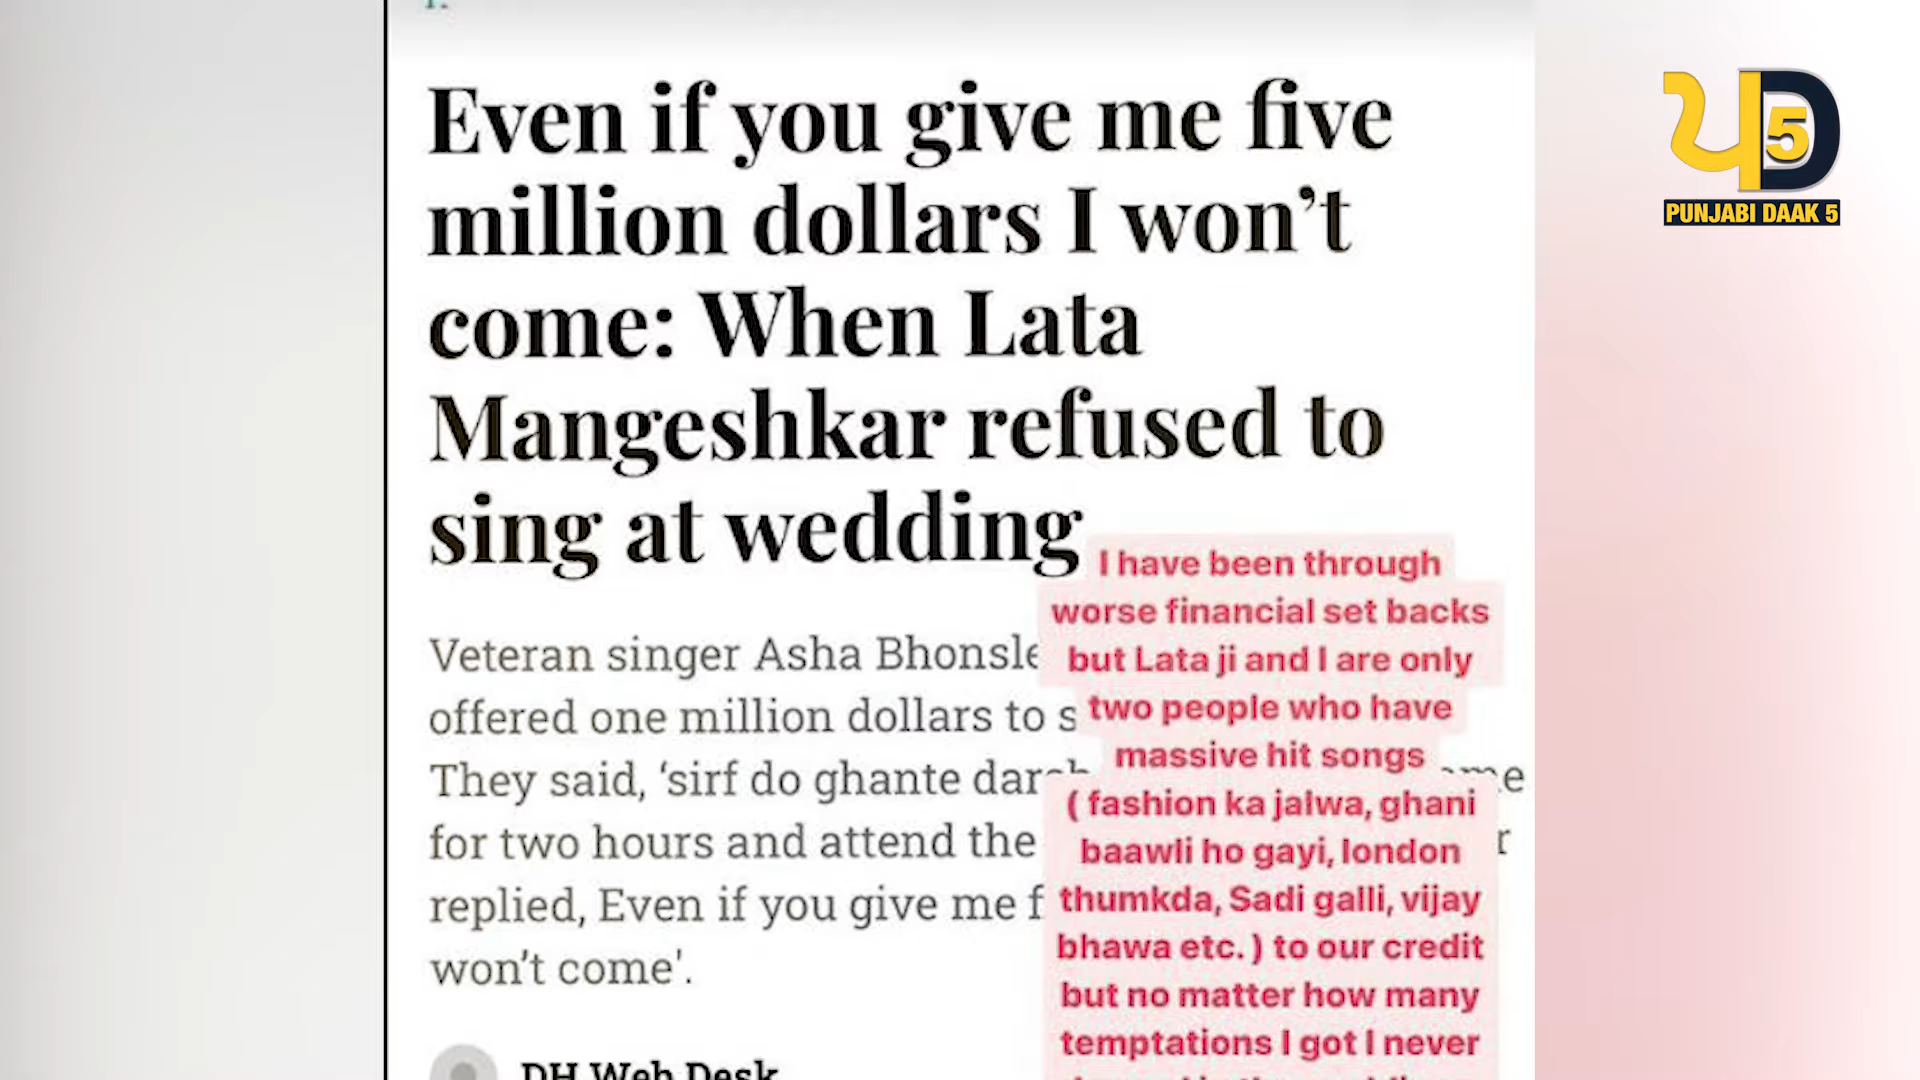 Even if you give me five
million dollars I won't
come: When Lata
Mangeshkar refused to
sing at wedding
Veteran singer Asha Bhonsle
offered one million dollars to s
They said, 'sirf do ghante
for two hours and attend the
replied, Even if you give me f
won't come'.
DH Web Desk
I have been through
worse financial set backs
but Lata ji and I are only
two people who have
massive hit songs
( fashion ka jalwa, ghani
baawli ho gayi, london
thumkda, Sadi galli, vijay
bhawa etc. ) to our credit
but no matter how many
temptations I got I never
પD5
PUNJABI DAAK 5